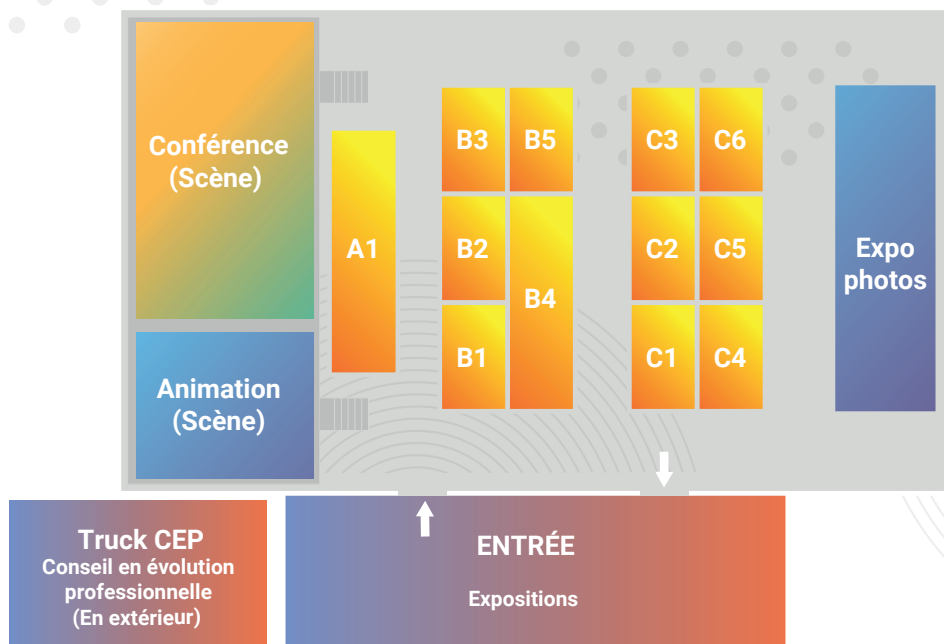 Conférence
(Scène)
Animation
(Scène)
A1
B3
B5
B2
B4
B1
C3
C6
C2
C5
C1
C4
Expo
photos
Truck CEP
Conseil en évolution
professionnelle
(En extérieur)
ENTRÉE
Expositions